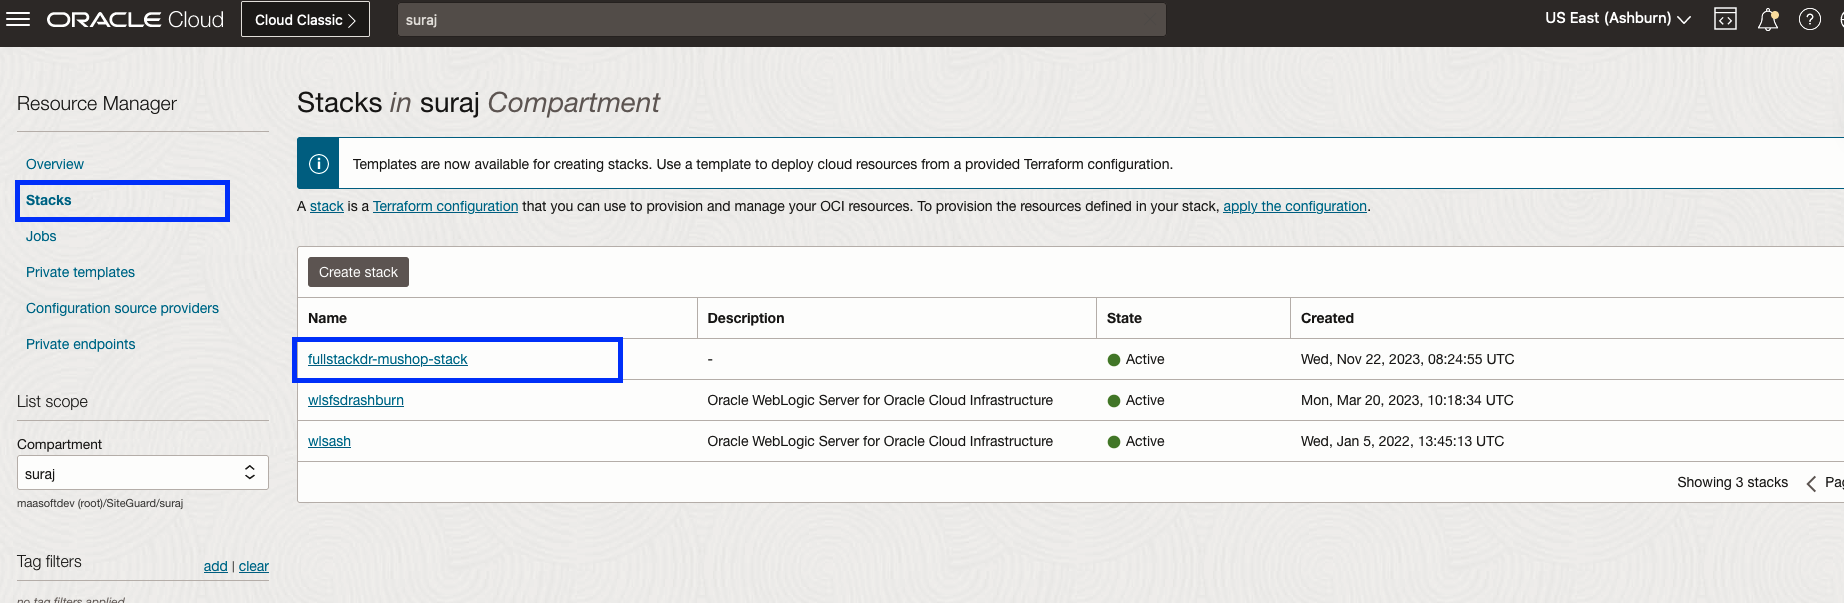 ORACLE Cloud Cloud Classic suraj US East (Ashburn)
Resource Manager
Overview
Stacks
Jobs
Private templates
Configuration source providers
Private endpoints
List scope
Compartment
suraj
maasoftdev (root)/SiteGuard/suraj
Tag filters add | clear
no tag filters applied
Stacks in suraj Compartment
Templates are now available for creating stacks. Use a template to deploy cloud resources from a provided Terraform configuration.
A stack is a Terraform configuration that you can use to provision and manage your OCI resources. To provision the resources defined in your stack, apply the configuration.
Create stack
Name Description State Created
fullstackdr-mushop-stack - Active Wed, Nov 22, 2023, 08:24:55 UTC
wlsfsdrashburn Oracle WebLogic Server for Oracle Cloud Infrastructure Active Mon, Mar 20, 2023, 10:18:34 UTC
wlsash Oracle WebLogic Server for Oracle Cloud Infrastructure Active Wed, Jan 5, 2022, 13:45:13 UTC
Showing 3 stacks